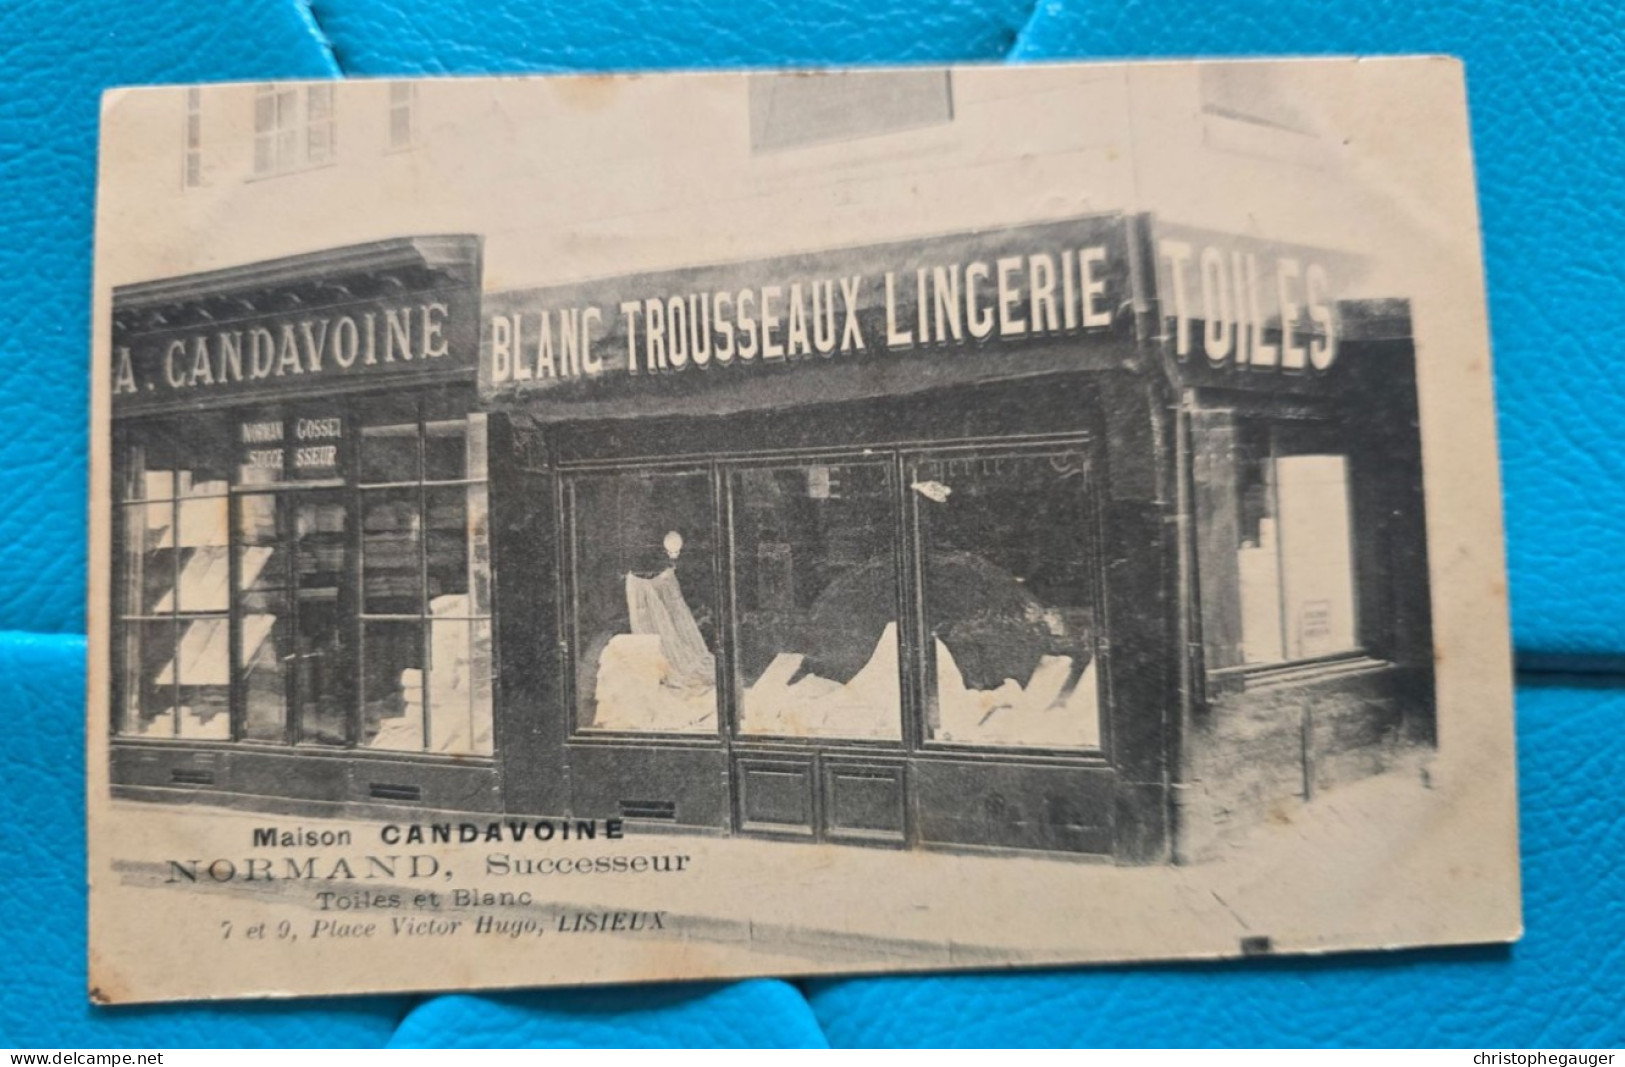 A. CANDAVOINE
BLANC TROUSSEAUX LINGERIE
TOILES
NORMAN GOSSET
SUCCESSEUR
Maison CANDAVOINE
NORMAND, Successeur
Toiles et Blanc
7 et 9, Place Victor Hugo, LISIEUX
www.delcampe.net
christophegauger